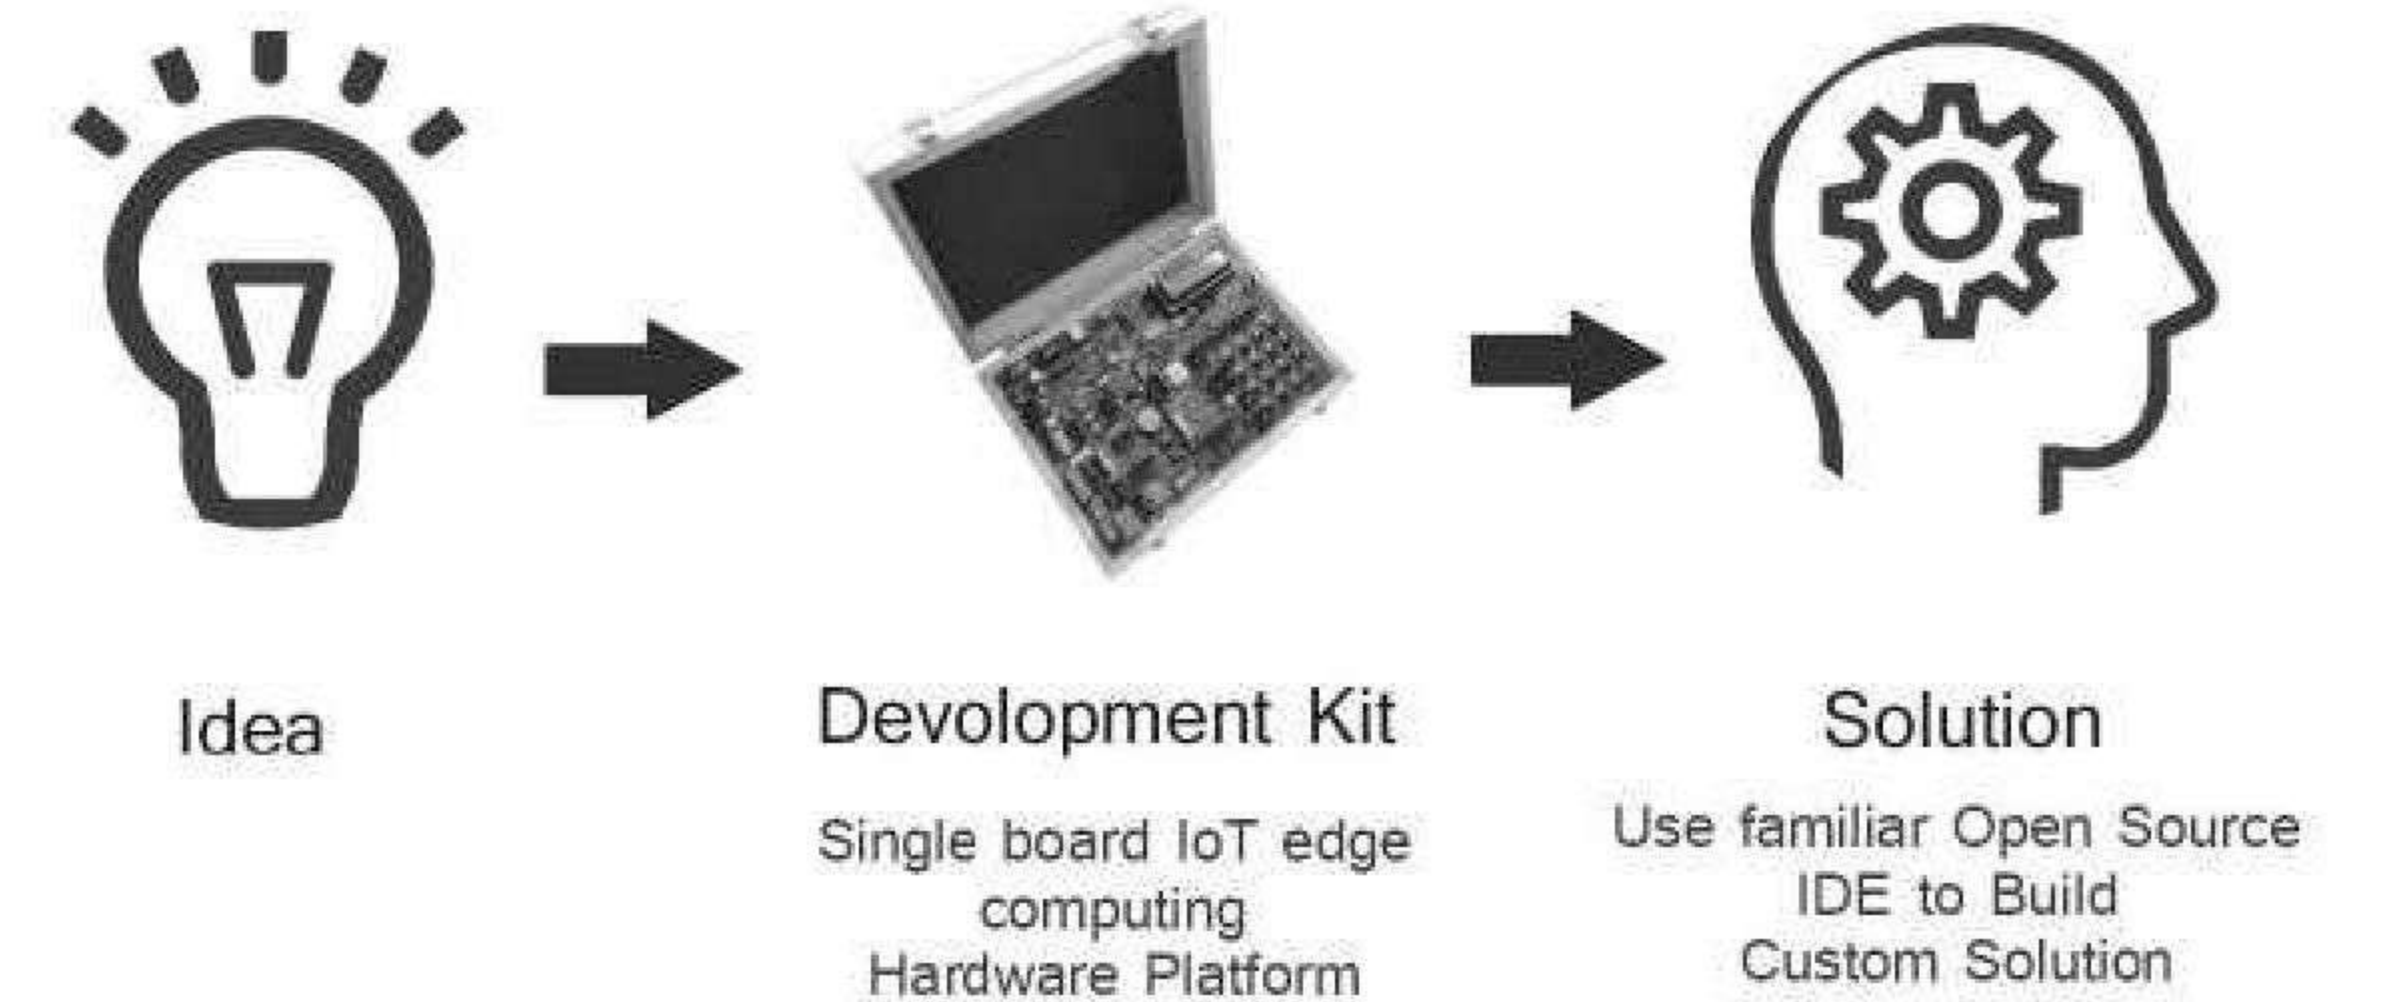 Idea
Devolopment Kit
Single board IoT edge
computing
Hardware Platform
Solution
Use familiar Open Source
IDE to Build
Custom Solution